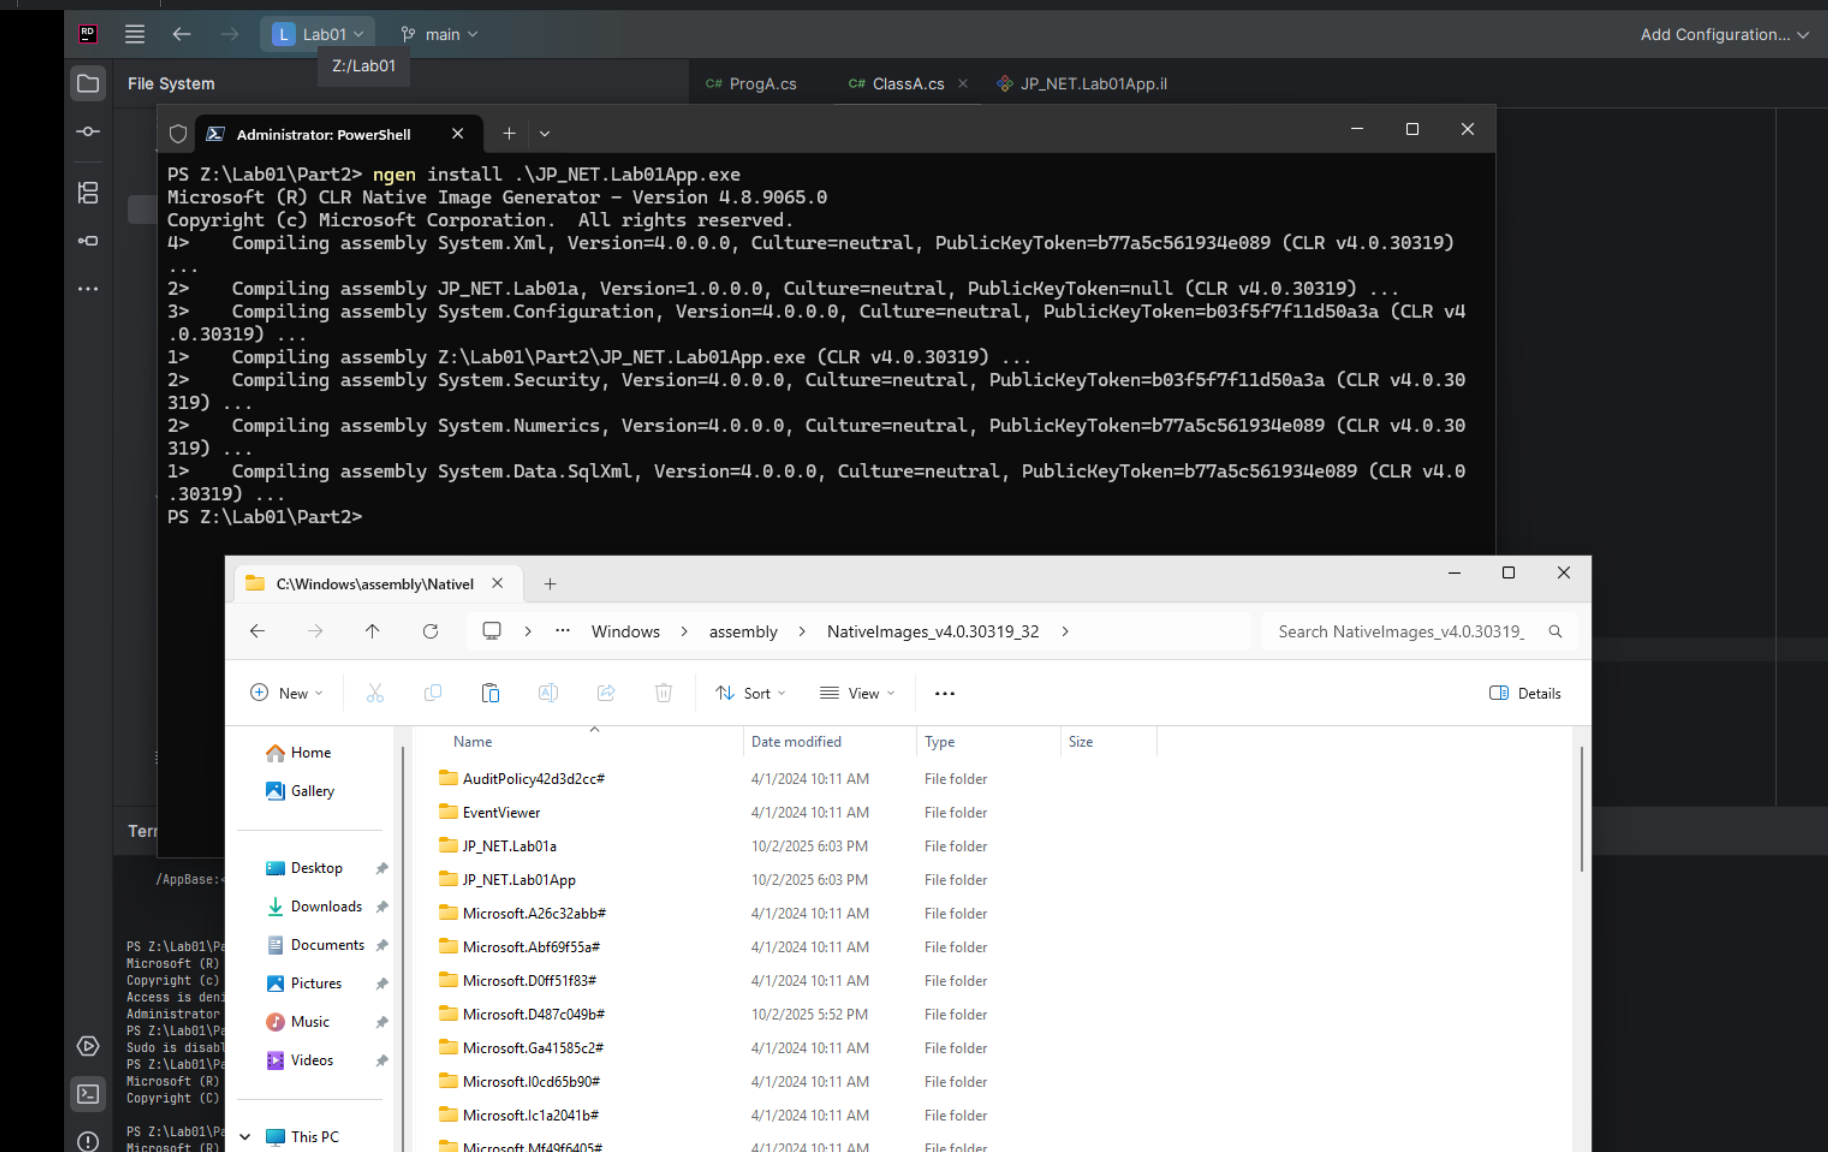 RD
L Lab01 main Add Configuration...
Z:/Lab01
File System
C# ProgA.cs C# ClassA.cs JP_NET.Lab01App.il
Administrator: PowerShell
PS Z:\Lab01\Part2> ngen install .\JP_NET.Lab01App.exe
Microsoft (R) CLR Native Image Generator - Version 4.8.9065.0
Copyright (c) Microsoft Corporation.  All rights reserved.
4>    Compiling assembly System.Xml, Version=4.0.0.0, Culture=neutral, PublicKeyToken=b77a5c561934e089 (CLR v4.0.30319)
...
2>    Compiling assembly JP_NET.Lab01a, Version=1.0.0.0, Culture=neutral, PublicKeyToken=null (CLR v4.0.30319) ...
3>    Compiling assembly System.Configuration, Version=4.0.0.0, Culture=neutral, PublicKeyToken=b03f5f7f11d50a3a (CLR v4
.0.30319) ...
1>    Compiling assembly Z:\Lab01\Part2\JP_NET.Lab01App.exe (CLR v4.0.30319) ...
2>    Compiling assembly System.Security, Version=4.0.0.0, Culture=neutral, PublicKeyToken=b03f5f7f11d50a3a (CLR v4.0.30
319) ...
2>    Compiling assembly System.Numerics, Version=4.0.0.0, Culture=neutral, PublicKeyToken=b77a5c561934e089 (CLR v4.0.30
319) ...
1>    Compiling assembly System.Data.SqlXml, Version=4.0.0.0, Culture=neutral, PublicKeyToken=b77a5c561934e089 (CLR v4.0
.30319) ...
PS Z:\Lab01\Part2>
C:\Windows\assembly\NativeI
Windows > assembly > NativeImages_v4.0.30319_32 > Search NativeImages_v4.0.30319_
New Sort View ... Details
Name Date modified Type Size
Home
Gallery
Desktop
Downloads
Documents
Pictures
Music
Videos
This PC
AuditPolicy42d3d2cc# 4/1/2024 10:11 AM File folder
EventViewer 4/1/2024 10:11 AM File folder
JP_NET.Lab01a 10/2/2025 6:03 PM File folder
JP_NET.Lab01App 10/2/2025 6:03 PM File folder
Microsoft.A26c32abb# 4/1/2024 10:11 AM File folder
Microsoft.Abf69f55a# 4/1/2024 10:11 AM File folder
Microsoft.D0ff51f83# 4/1/2024 10:11 AM File folder
Microsoft.D487c049b# 10/2/2025 5:52 PM File folder
Microsoft.Ga41585c2# 4/1/2024 10:11 AM File folder
Microsoft.I0cd65b90# 4/1/2024 10:11 AM File folder
Microsoft.Ic1a2041b# 4/1/2024 10:11 AM File folder
Microsoft.Mf49f6405# 4/1/2024 10:11 AM File folder
Terr
/AppBase:<
PS Z:\Lab01\Pa
Microsoft (R)
Copyright (c)
Access is deni
Administrator
PS Z:\Lab01\Pa
Sudo is disabl
PS Z:\Lab01\Pa
Microsoft (R)
Copyright (C)
PS Z:\Lab01\Pa
Microsoft (R)